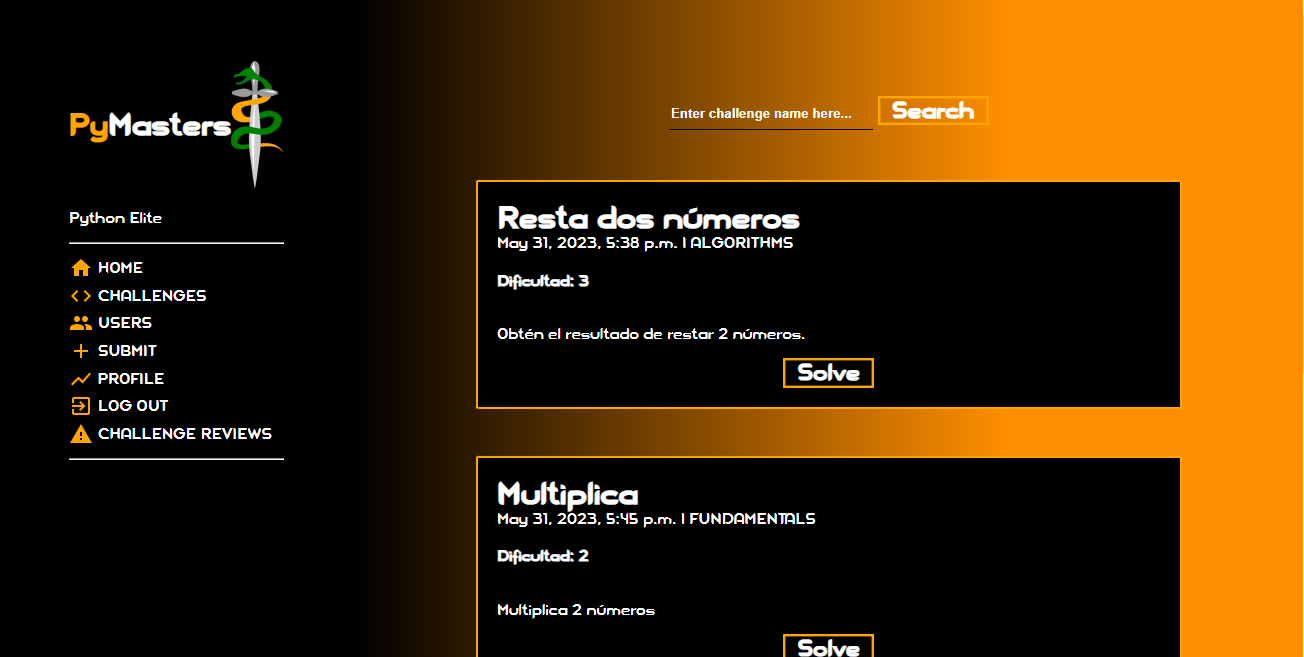 PyMasters
Python Elite
HOME
CHALLENGES
USERS
SUBMIT
PROFILE
LOG OUT
CHALLENGE REVIEWS
Enter challenge name here...
Search
Resta dos números
May 31, 2023, 5:38 p.m. | ALGORITHMS
Dificultad: 3
Obtén el resultado de restar 2 números.
Solve
Multiplica
May 31, 2023, 5:45 p.m. | FUNDAMENTALS
Dificultad: 2
Multiplica 2 números
Solve